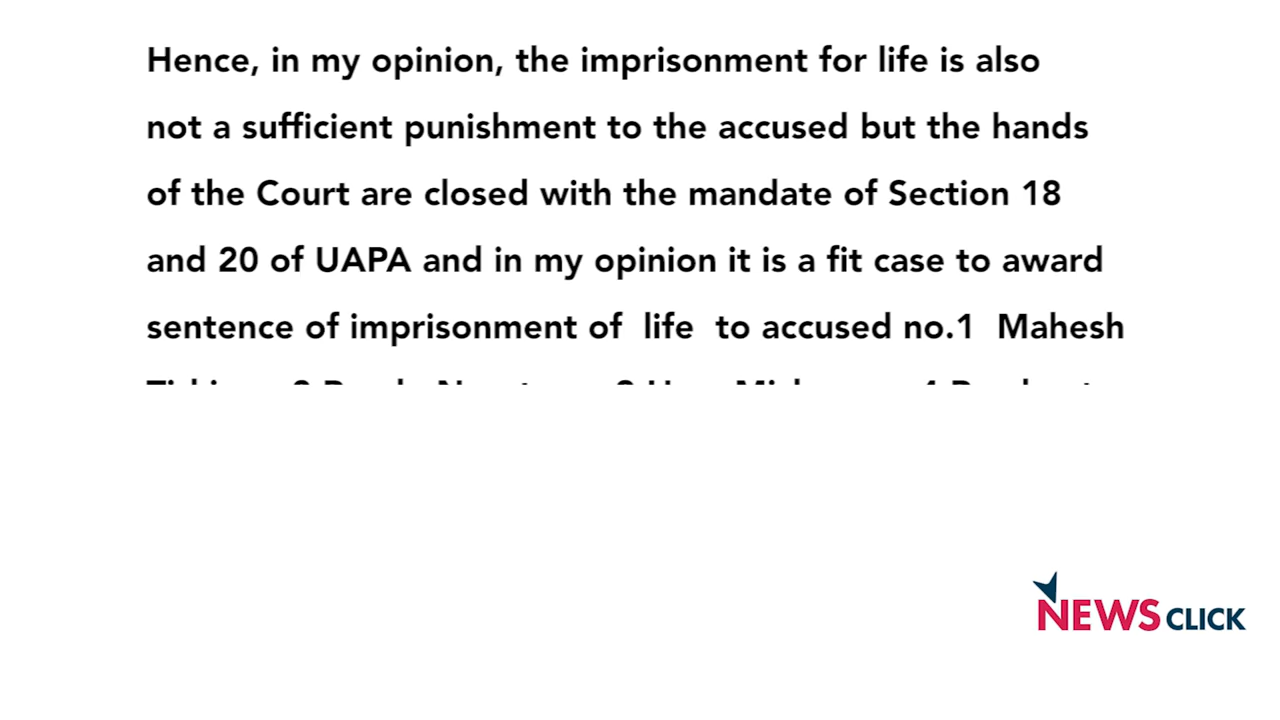 Hence, in my opinion, the imprisonment for life is also
not a sufficient punishment to the accused but the hands
of the Court are closed with the mandate of Section 18
and 20 of UAPA and in my opinion it is a fit case to award
sentence of imprisonment of  life  to accused no.1  Mahesh
NEWSCLICK